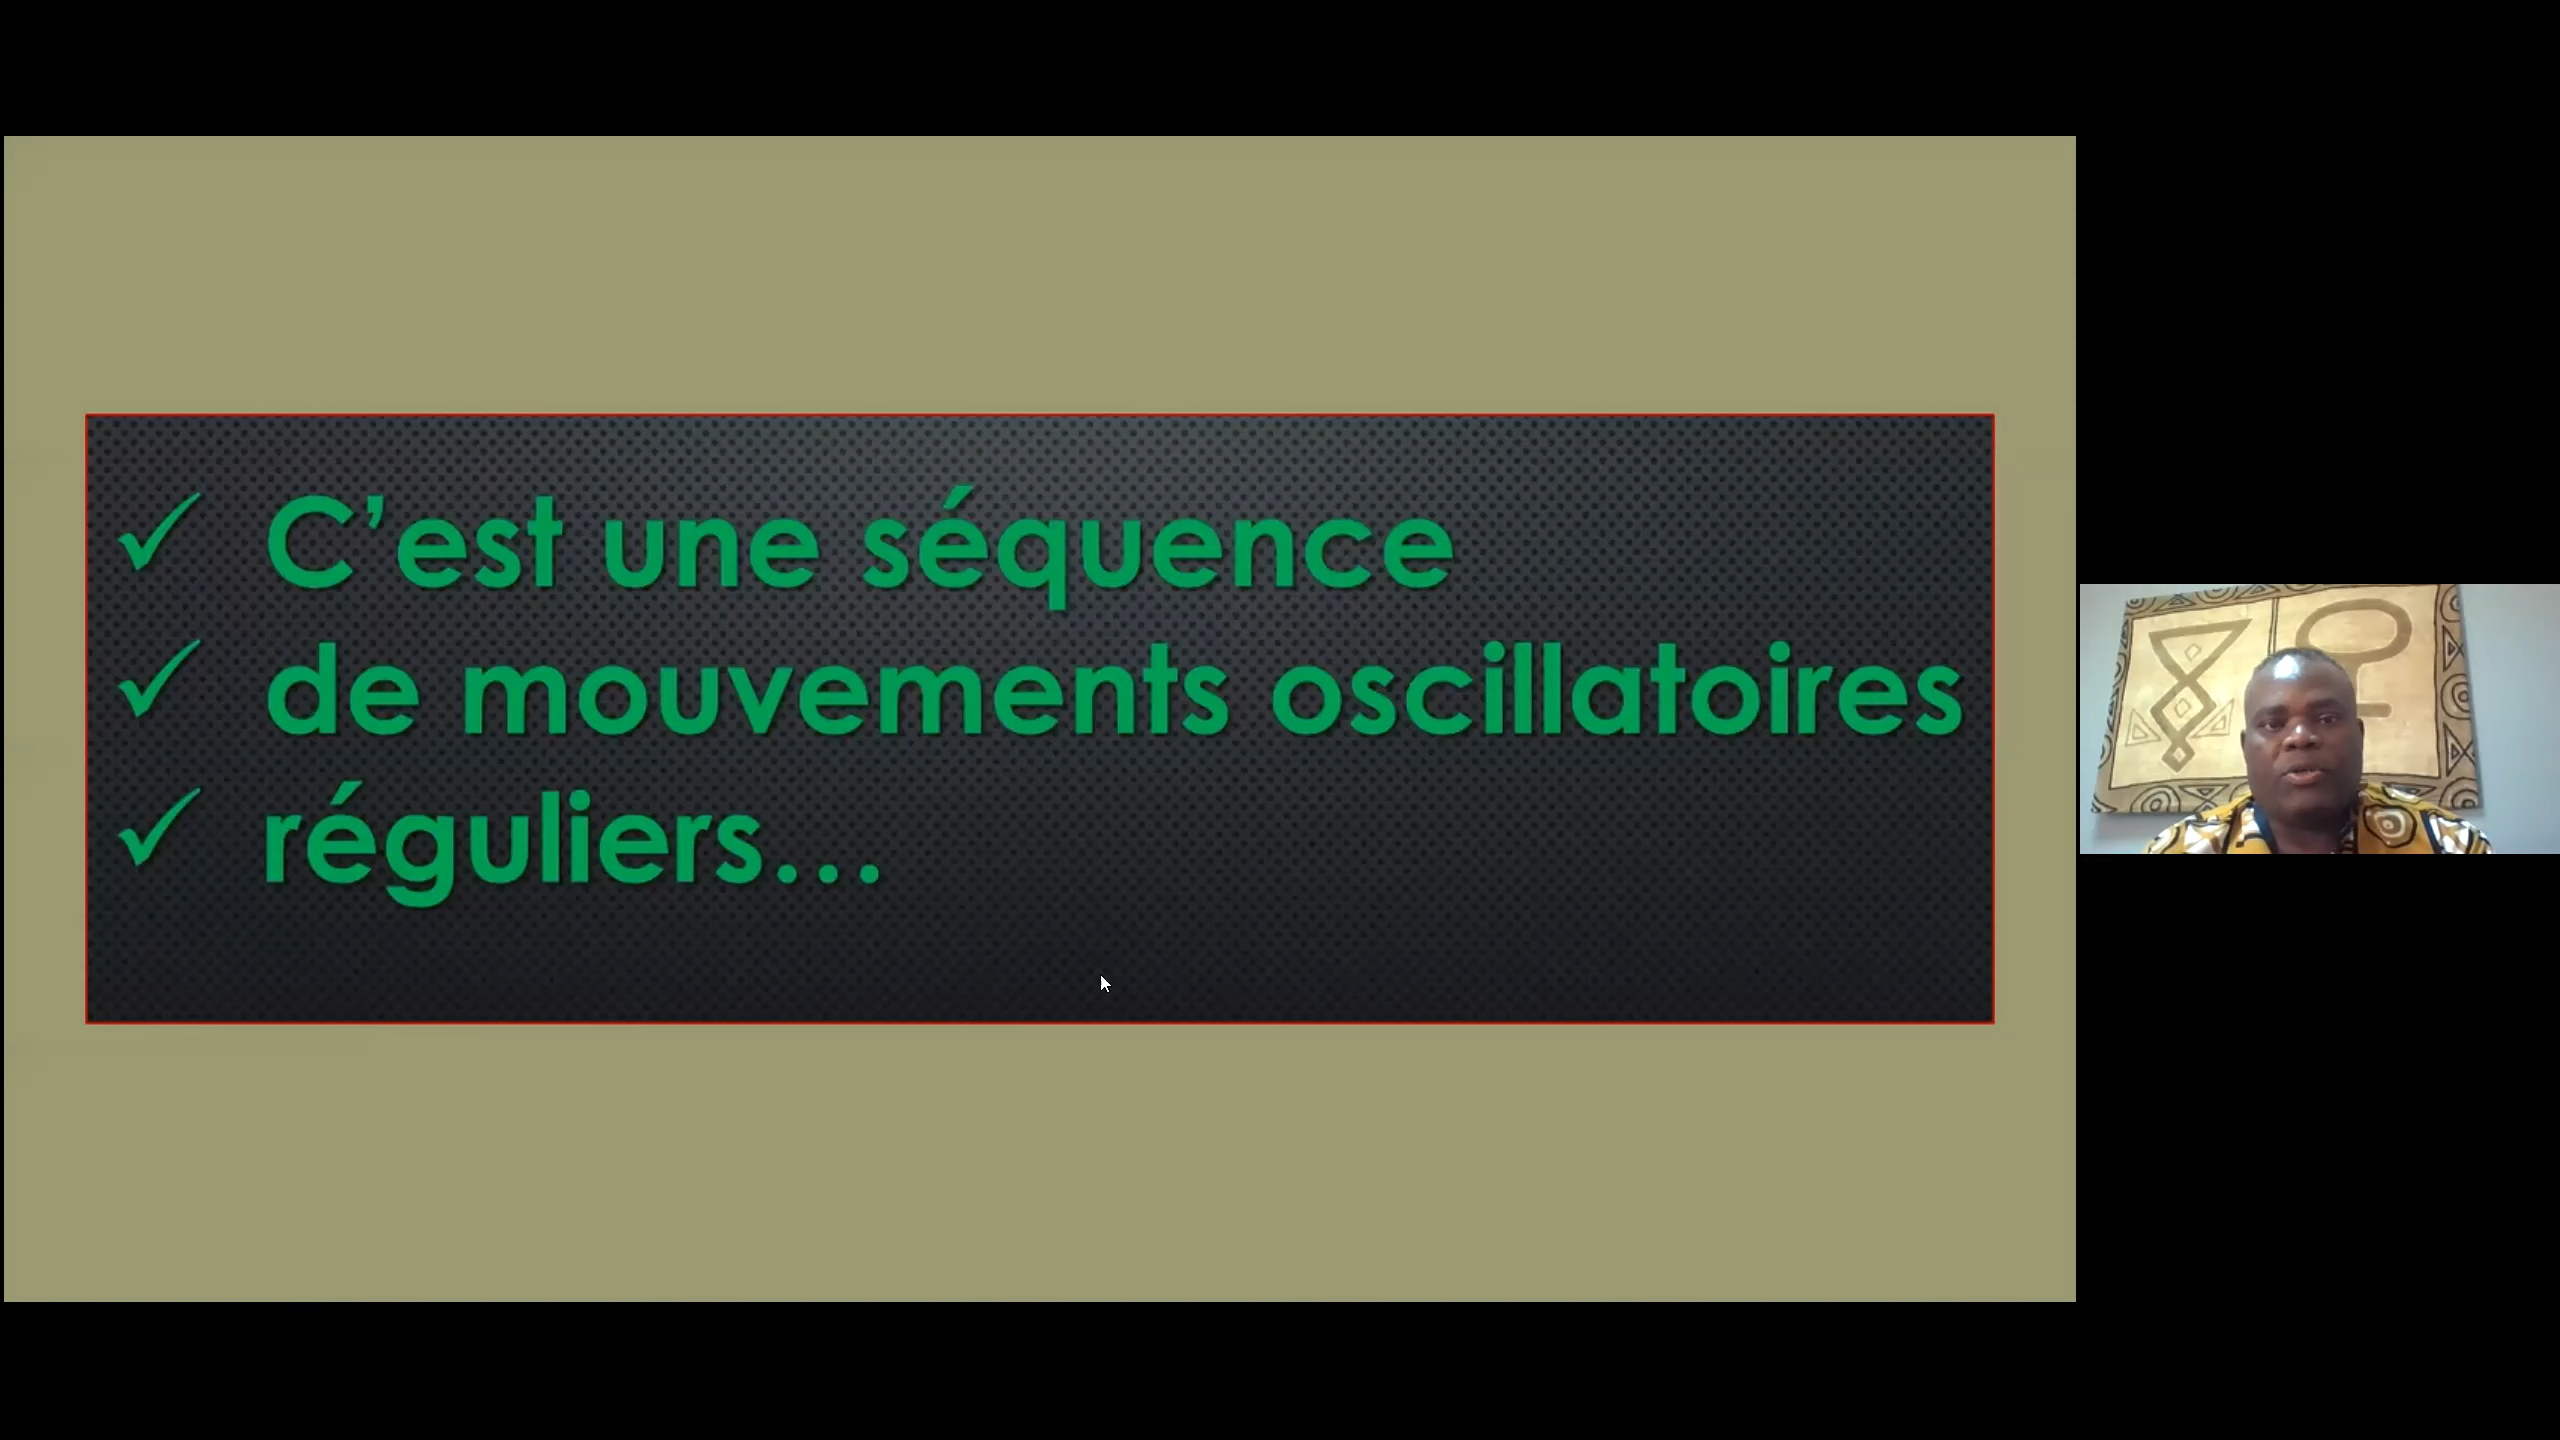 ✓ C’est une séquence
✓ de mouvements oscillatoires
✓ réguliers…